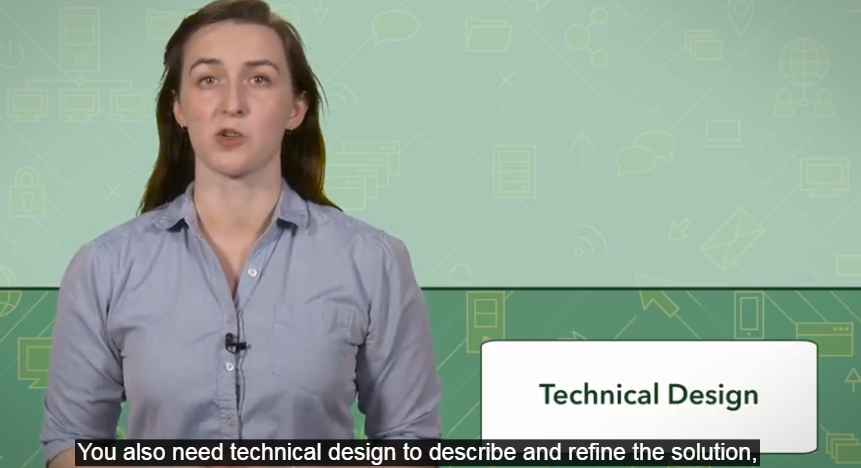 Technical Design
You also need technical design to describe and refine the solution,